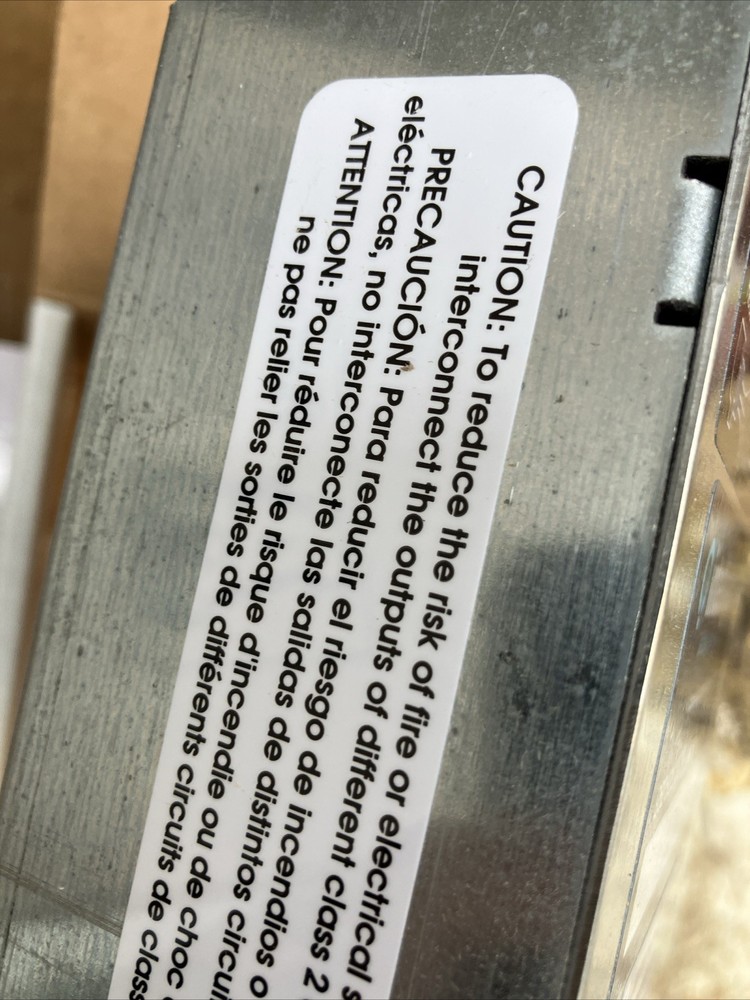 CAUTION: To reduce the risk of fire or electrical
interconnect the outputs of different class 2
PRECAUCIÓN: Para reducir el riesgo de incendios o
eléctricas, no interconecte las salidas de distintos
ATTENTION: Pour réduire le risque d'incendie ou de choc
ne pas relier les sorties de différents circuits de